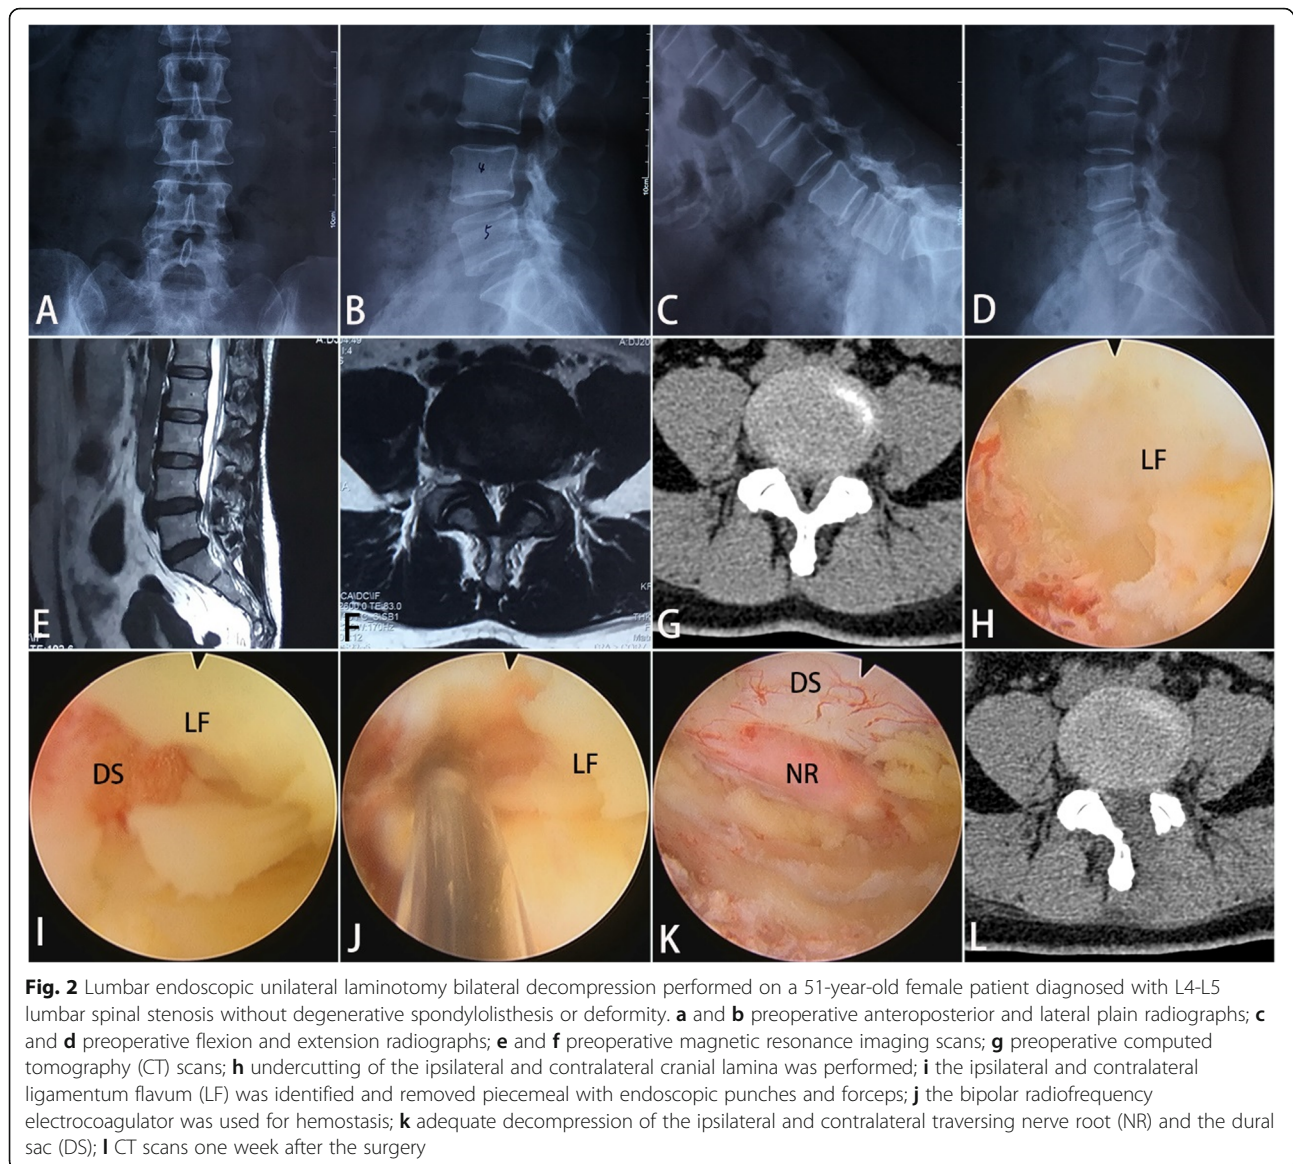 A
B
4
5
10cm
C
D
E
F
G
H
LF
I
LF
DS
J
LF
K
DS
NR
L
Fig. 2 Lumbar endoscopic unilateral laminotomy bilateral decompression performed on a 51-year-old female patient diagnosed with L4-L5
lumbar spinal stenosis without degenerative spondylolisthesis or deformity. a and b preoperative anteroposterior and lateral plain radiographs; c
and d preoperative flexion and extension radiographs; e and f preoperative magnetic resonance imaging scans; g preoperative computed
tomography (CT) scans; h undercutting of the ipsilateral and contralateral cranial lamina was performed; i the ipsilateral and contralateral
ligamentum flavum (LF) was identified and removed piecemeal with endoscopic punches and forceps; j the bipolar radiofrequency
electrocoagulator was used for hemostasis; k adequate decompression of the ipsilateral and contralateral traversing nerve root (NR) and the dural
sac (DS); l CT scans one week after the surgery